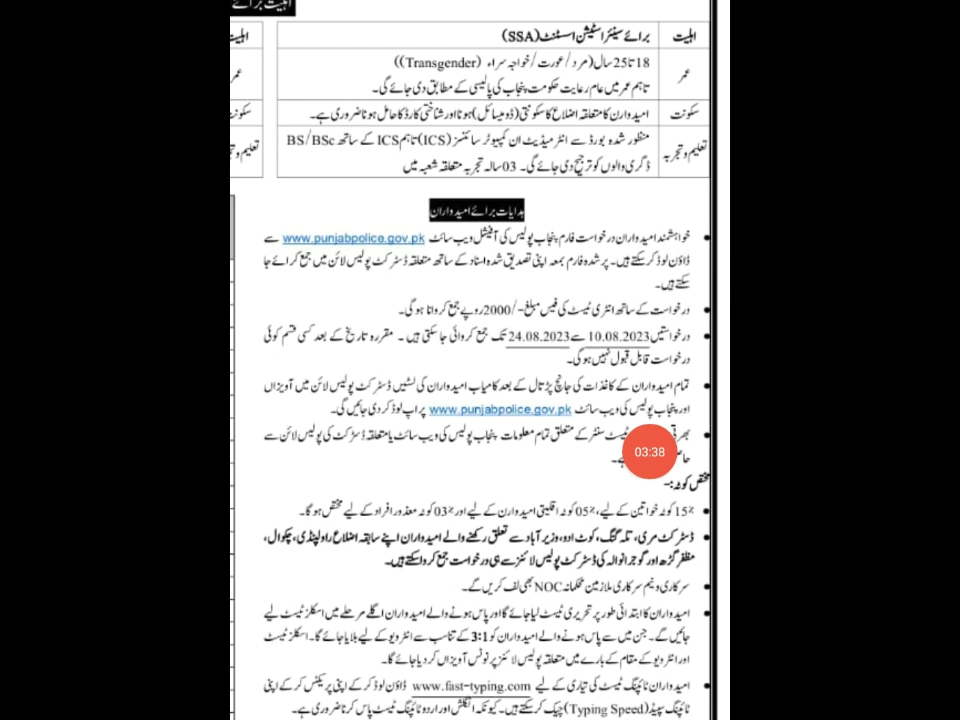 اہلیت برائے
اہلیت	برائے سینئر اسٹیشن اسسٹنٹ (SSA)	اہلیت
عمر	18 تا 25 سال (مرد/عورت/خواجہ سراء (Transgender))	عمر
تاہم عمر میں عام رعایت حکومت پنجاب کی پالیسی کے مطابق دی جائے گی۔
سکونت	امیدوارن کا متعلقہ اضلاع کا سکونتی (ڈومیسائل) ہونا اور شناختی کارڈ کا حامل ہونا ضروری ہے۔	سکونت
تعلیم و تجربہ	منظور شدہ بورڈ سے انٹرمیڈیٹ ان کمپیوٹر سائنسز (ICS) تاہم ICS کے ساتھ BS/BSc	تعلیم و تجر
ڈگری والوں کو ترجیح دی جائے گی۔ 03 سالہ تجربہ متعلقہ شعبہ میں
ہدایات برائے امیدواران
خواہشمند امیدواران درخواست فارم پنجاب پولیس کی آفیشل ویب سائٹ www.punjabpolice.gov.pk سے
ڈاؤن لوڈ کر سکتے ہیں۔ پر شدہ فارم بمعہ اپنی تصدیق شدہ اسناد کے ساتھ متعلقہ ڈسٹرکٹ پولیس لائن میں جمع کرائے جا
سکتے ہیں۔
درخواست کے ساتھ انٹری ٹیسٹ کی فیس مبلغ -/2000 روپے جمع کروانا ہوگی۔
درخواستیں 10.08.2023 سے 24.08.2023 تک جمع کروائی جا سکتی ہیں ۔ مقررہ تاریخ کے بعد کسی قسم کوئی
درخواست قابل قبول نہیں ہوگی۔
تمام امیدواران کے کاغذات کی جانچ پڑتال کے بعد کامیاب امیدواران کی لسٹیں ڈسٹرکٹ پولیس لائن میں آویزاں
اور پنجاب پولیس کی ویب سائٹ www.punjabpolice.gov.pk پر اپ لوڈ کر دی جائیں گی۔
ٹیسٹ سنٹر کے متعلق تمام معلومات پنجاب پولیس کی ویب سائٹ یا متعلقہ ڈسڑکٹ کی پولیس لائن سے
03:38
مختص کوٹہ:-
15% کوٹہ خواتین کے لیے، 05% کوٹہ اقلیتی امیدوارن کے لیے اور 03% کوٹہ معذور افراد کے لیے مختص ہوگا۔
ڈسٹرکٹ مری، تلہ گنگ، کوٹ ادو، وزیر آباد سے تعلق رکھنے والے امیدواران اپنے سابقہ اضلاع راولپنڈی، چکوال،
مظفر گڑھ اور گوجرانوالہ کی ڈسٹرکٹ پولیس لائنز سے ہی درخواست جمع کروا سکتے ہیں۔
سرکاری و نیم سرکاری ملازمین محکمانہ NOC بھی لف کریں گے۔
امیدواران کا ابتدائی طور پر تحریری ٹیسٹ لیا جائے گا اور پاس ہونے والے امیدواران اگلے مرحلے میں اسکلز ٹیسٹ لیے
جائیں گے۔ جن میں سے پاس ہونے والے امیدواران کو 3:1 کے تناسب سے انٹرویو کے لیے بلایا جائے گا۔ اسکلز ٹیسٹ
اور انٹرویو کے مقام کے بارے میں متعلقہ پولیس لائنز پر نوٹس آویزاں کر دیا جائے گا۔
امیدواران ٹائپنگ ٹیسٹ کی تیاری کے لیے www.fast-typing.com ڈاؤن لوڈ کر کے اپنی پریکٹس کر کے اپنی
ٹائپنگ سپیڈ (Typing Speed) چیک کر سکتے ہیں۔ کیونکہ انگلش اور اردو ٹائپنگ ٹیسٹ پاس کرنا ضروری ہے۔